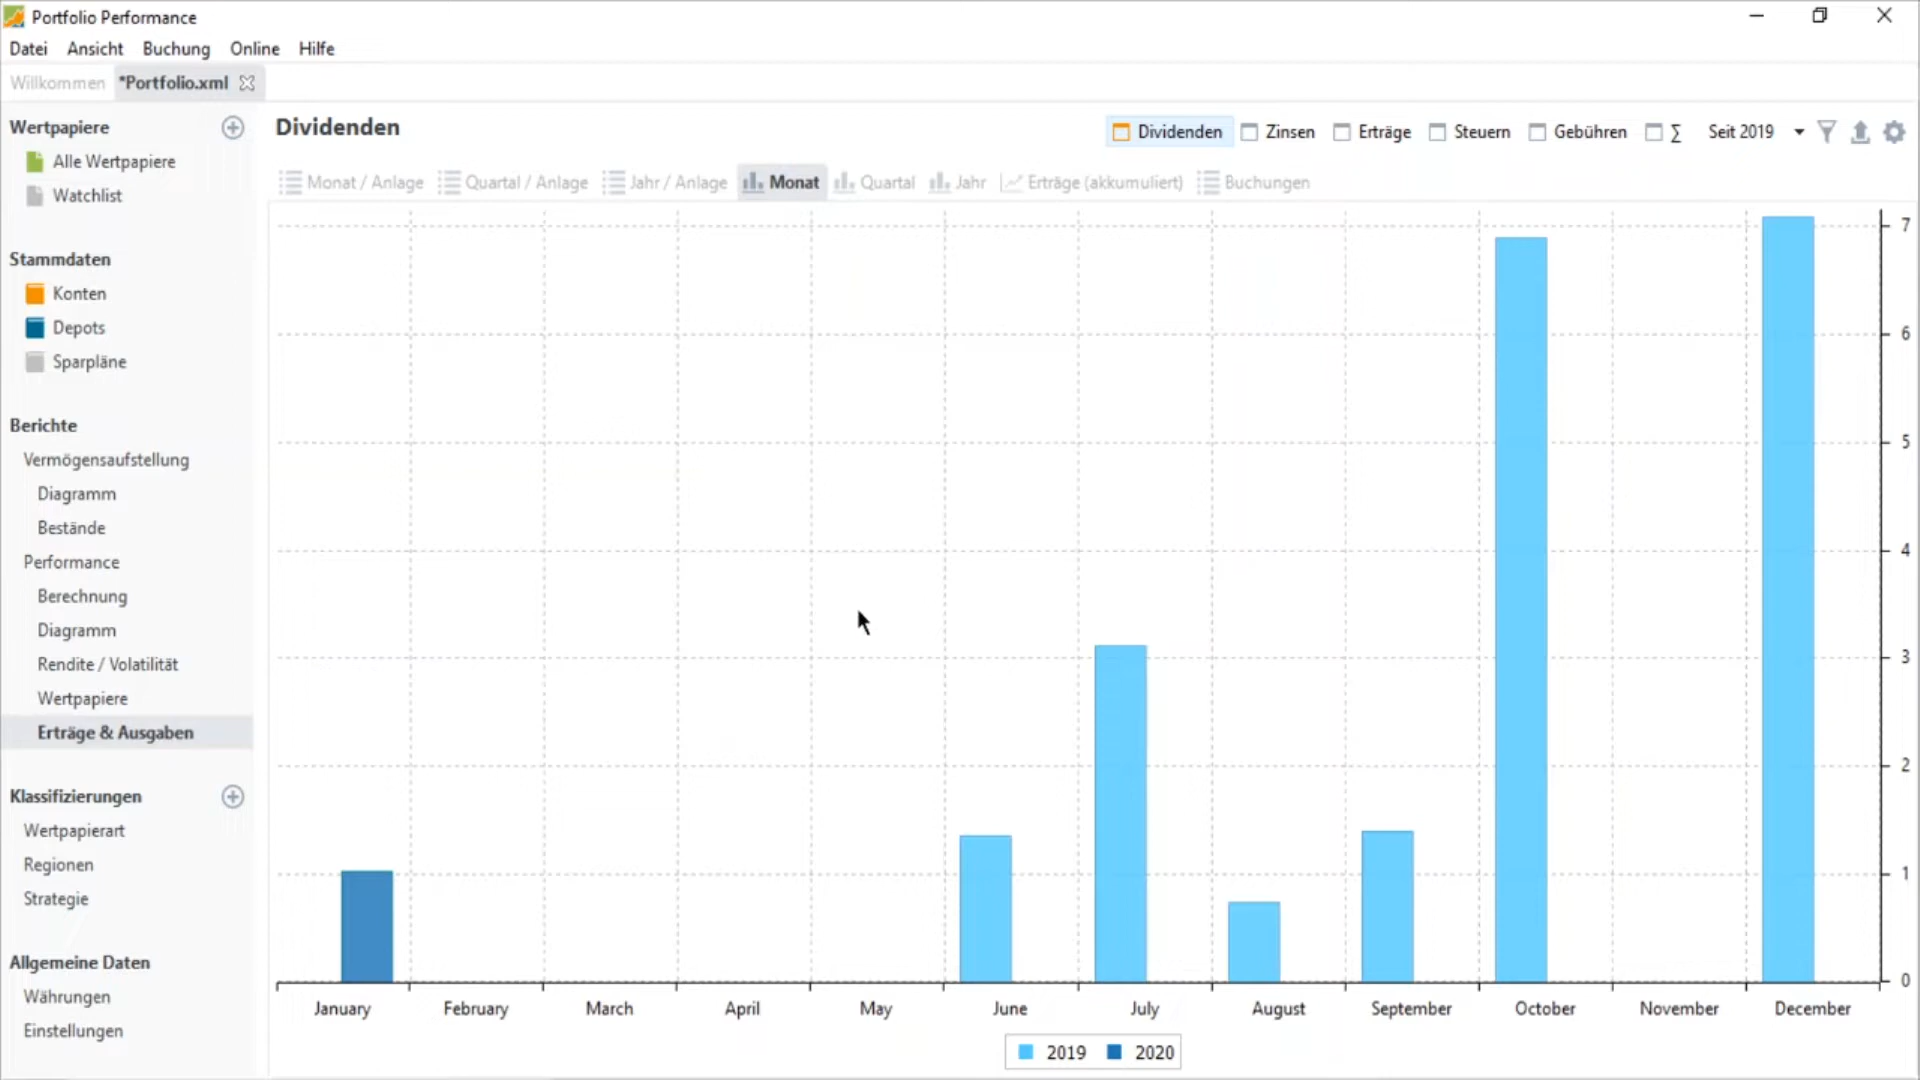 Portfolio Performance
Datei Ansicht Buchung Online Hilfe
Willkommen *Portfolio.xml
Wertpapiere
Alle Wertpapiere
Watchlist
Stammdaten
Konten
Depots
Sparpläne
Berichte
Vermögensaufstellung
Diagramm
Bestände
Performance
Berechnung
Diagramm
Rendite / Volatilität
Wertpapiere
Erträge & Ausgaben
Klassifizierungen
Wertpapierart
Regionen
Strategie
Allgemeine Daten
Währungen
Einstellungen
Dividenden
Dividenden Zinsen Erträge Steuern Gebühren ∑ Seit 2019
Monat / Anlage Quartal / Anlage Jahr / Anlage Monat Quartal Jahr Erträge (akkumuliert) Buchungen
7
6
5
4
3
2
1
0
January February March April May June July August September October November December
2019 2020